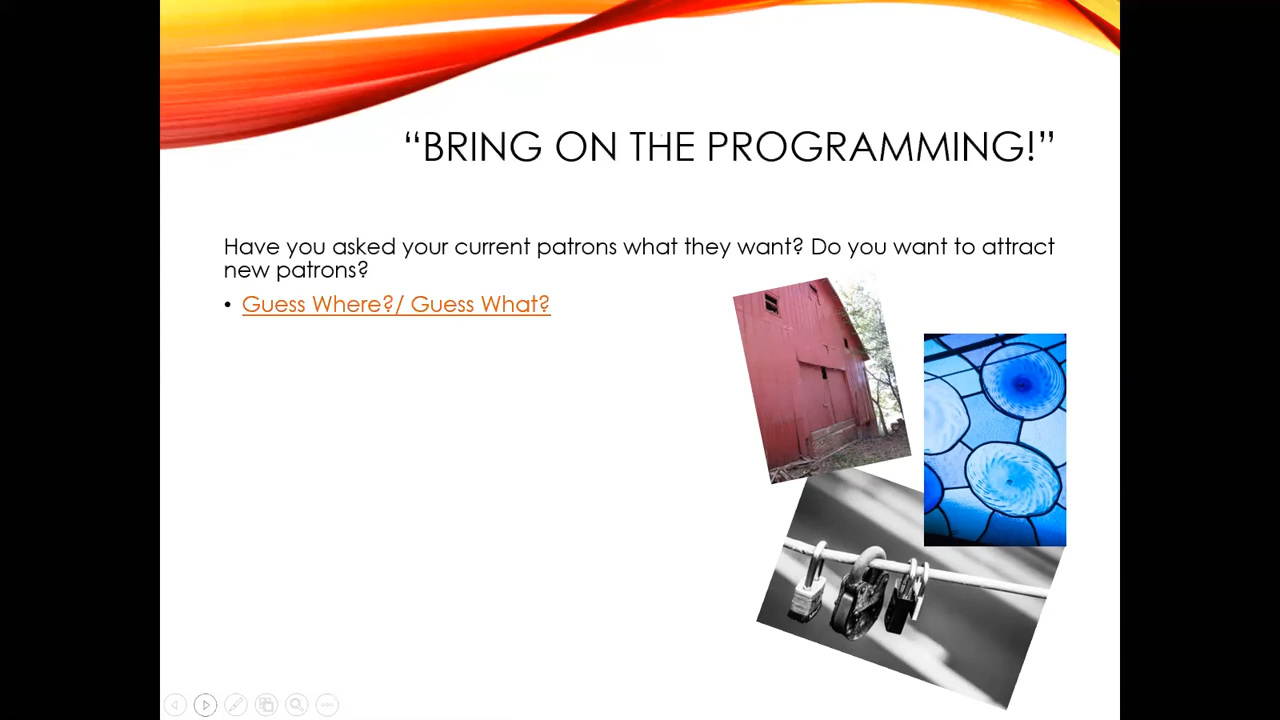 “BRING ON THE PROGRAMMING!”
Have you asked your current patrons what they want? Do you want to attract
new patrons?
• Guess Where?/ Guess What?